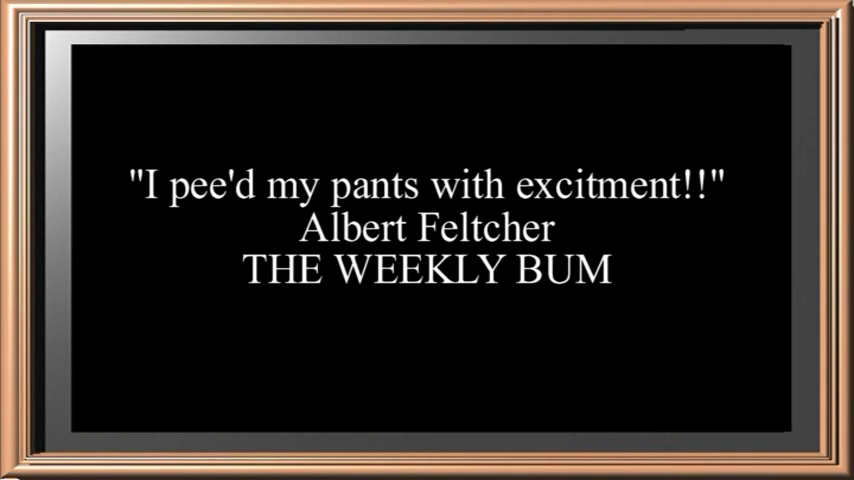 "I pee'd my pants with excitment!!"
Albert Feltcher
THE WEEKLY BUM